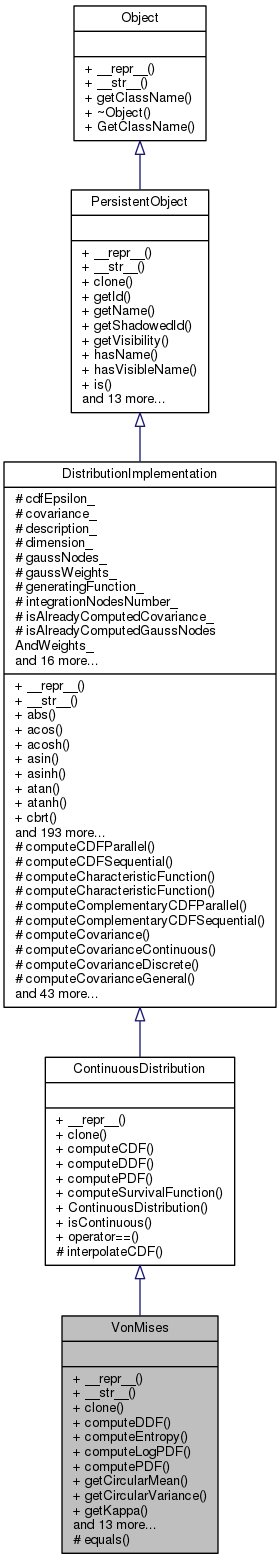 Object
+ __repr__()
+ __str__()
+ getClassName()
+ ~Object()
+ GetClassName()
PersistentObject
+ __repr__()
+ __str__()
+ clone()
+ getId()
+ getName()
+ getShadowedId()
+ getVisibility()
+ hasName()
+ hasVisibleName()
+ is()
and 13 more...
DistributionImplementation
# cdfEpsilon_
# covariance_
# description_
# dimension_
# gaussNodes_
# gaussWeights_
# generatingFunction_
# integrationNodesNumber_
# isAlreadyComputedCovariance_
# isAlreadyComputedGaussNodes
AndWeights_
and 16 more...
+ __repr__()
+ __str__()
+ abs()
+ acos()
+ acosh()
+ asin()
+ asinh()
+ atan()
+ atanh()
+ cbrt()
and 193 more...
# computeCDFParallel()
# computeCDFSequential()
# computeCharacteristicFunction()
# computeCharacteristicFunction()
# computeComplementaryCDFParallel()
# computeComplementaryCDFSequential()
# computeCovariance()
# computeCovarianceContinuous()
# computeCovarianceDiscrete()
# computeCovarianceGeneral()
and 43 more...
ContinuousDistribution
+ __repr__()
+ clone()
+ computeCDF()
+ computeDDF()
+ computePDF()
+ computeSurvivalFunction()
+ ContinuousDistribution()
+ isContinuous()
+ operator==()
# interpolateCDF()
VonMises
+ __repr__()
+ __str__()
+ clone()
+ computeDDF()
+ computeEntropy()
+ computeLogPDF()
+ computePDF()
+ getCircularMean()
+ getCircularVariance()
+ getKappa()
and 13 more...
# equals()